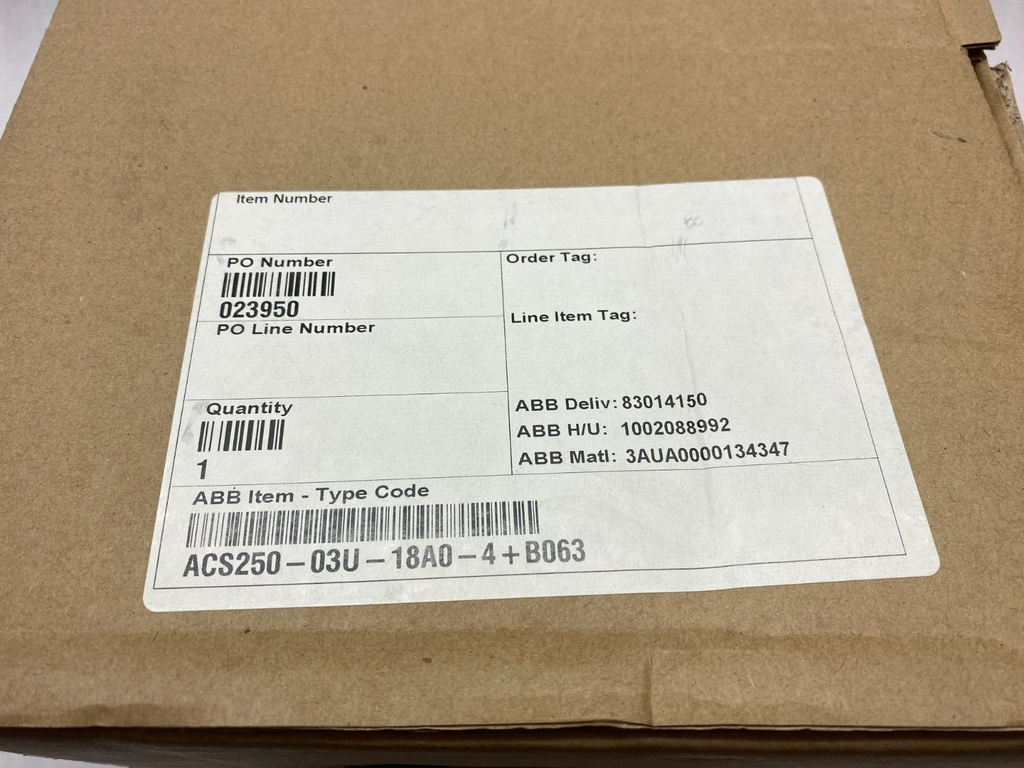 Item Number
PO Number
023950
PO Line Number
Quantity
1
Order Tag:
Line Item Tag:
ABB Deliv: 83014150
ABB H/U: 1002088992
ABB Matl: 3AUA0000134347
ABB Item - Type Code
ACS250-03U-18A0-4+B063